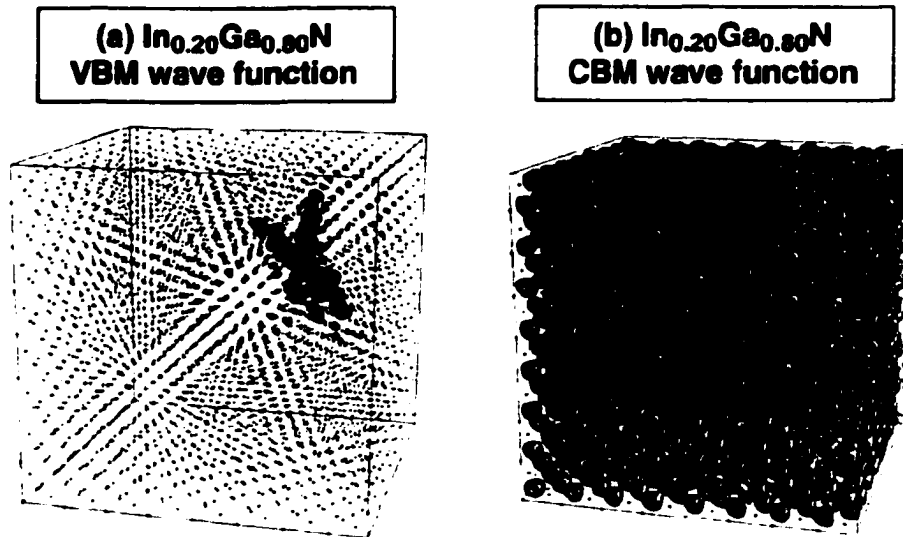 (a) In₀.₂₀Ga₀.₈₀N
VBM wave function
(b) In₀.₂₀Ga₀.₈₀N
CBM wave function